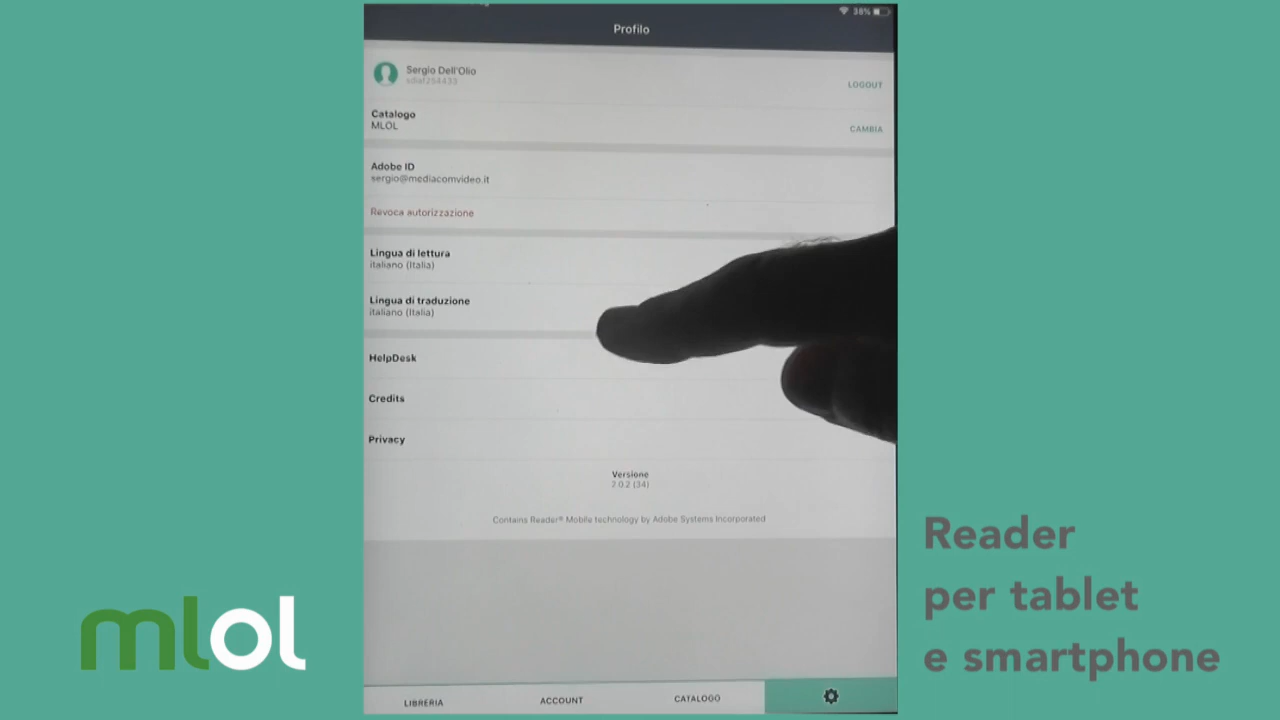 38%
Profilo
Sergio Dell'Olio
LOGOUT
Catalogo
MLOL
CAMBIA
Adobe ID
sergio@mediacomvideo.it
Revoca autorizzazione
Lingua di lettura
italiano (Italia)
Lingua di traduzione
italiano (Italia)
HelpDesk
Credits
Privacy
Versione
2.0.2 (34)
Contains Reader® Mobile technology by Adobe Systems Incorporated
LIBRERIA ACCOUNT CATALOGO
mlol
Reader
per tablet
e smartphone